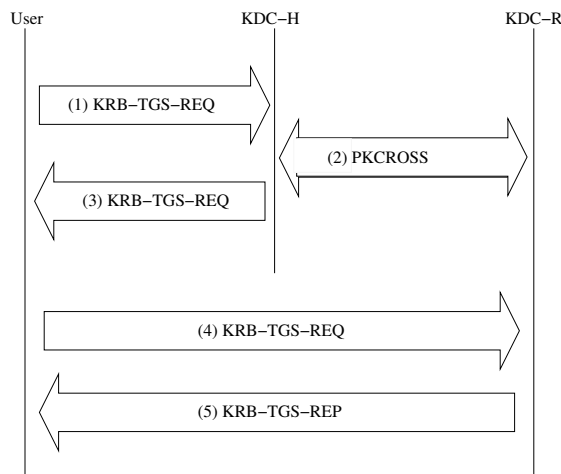 User
KDC–H
KDC–R
(1) KRB–TGS–REQ
(2) PKCROSS
(3) KRB–TGS–REQ
(4) KRB–TGS–REQ
(5) KRB–TGS–REP